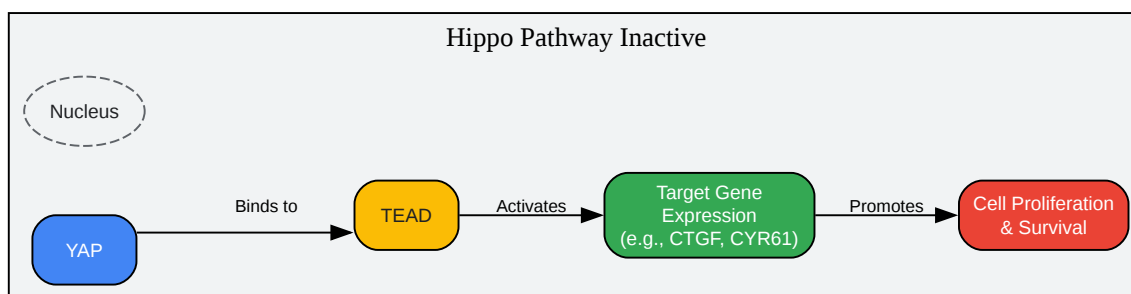 Hippo Pathway Inactive
Nucleus
YAP
Binds to
TEAD
Activates
Target Gene
Expression
(e.g., CTGF, CYR61)
Promotes
Cell Proliferation
& Survival